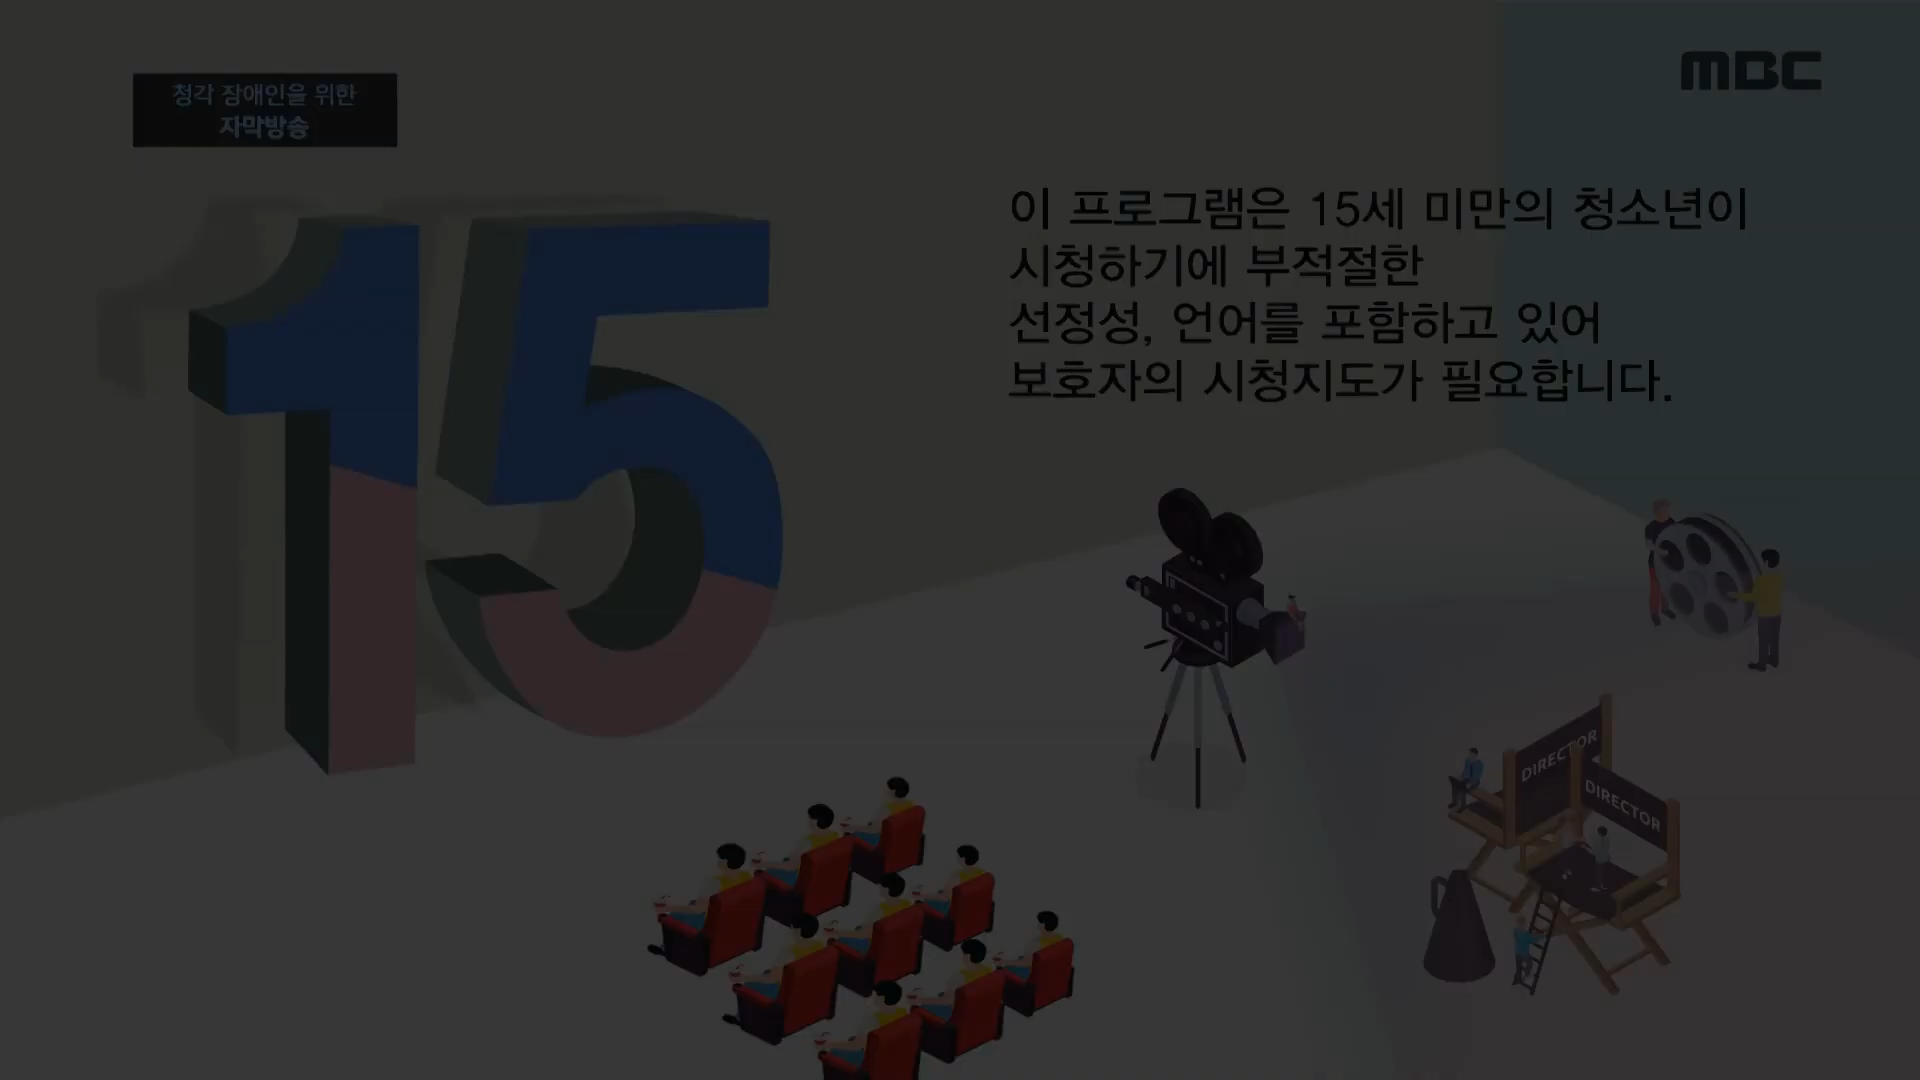 청각 장애인을 위한
자막방송
MBC
15
이 프로그램은 15세 미만의 청소년이
시청하기에 부적절한
선정성, 언어를 포함하고 있어
보호자의 시청지도가 필요합니다.
DIRECTOR
DIRECTOR